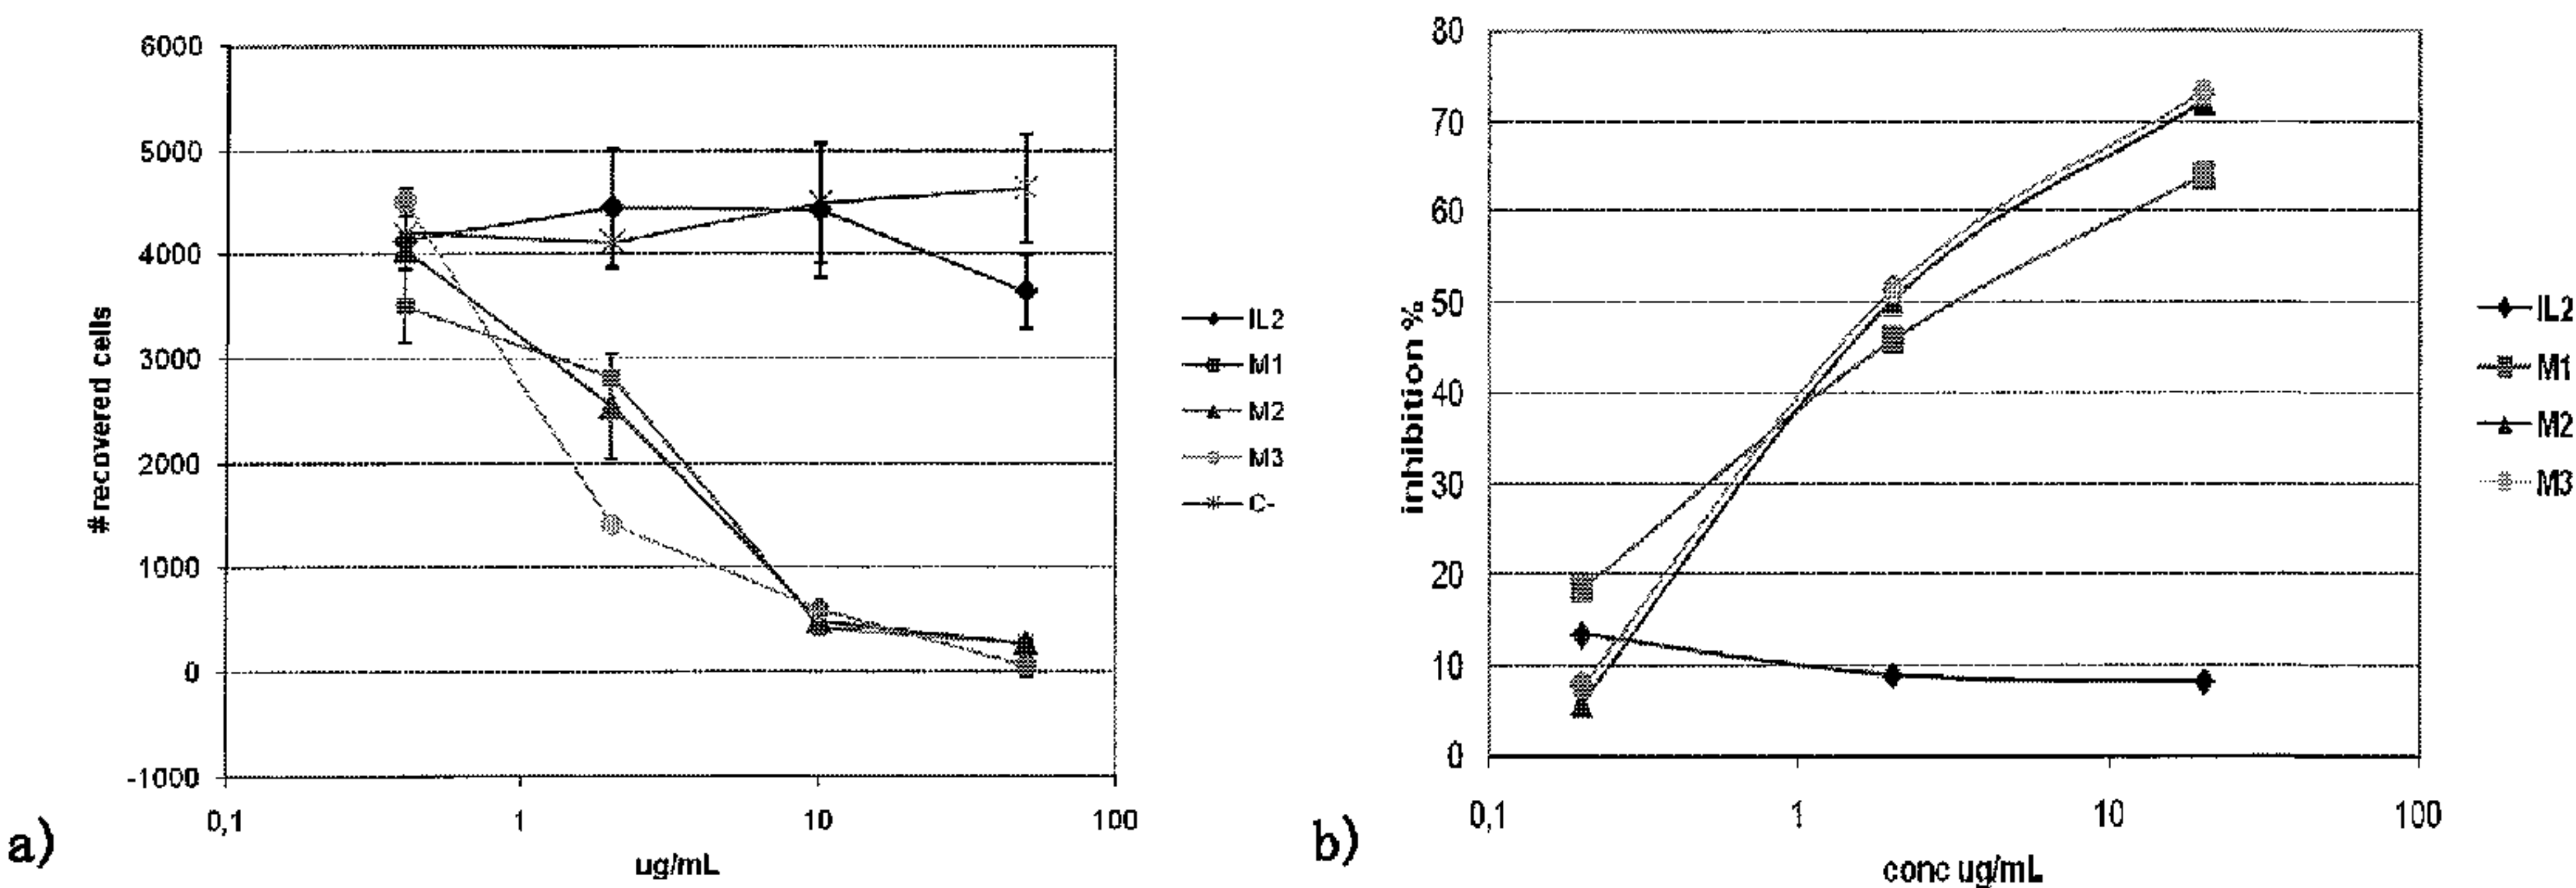 6000
5000
4000
3000
2000
1000
0
-1000
#recovered cells
0,1
1
10
100
ug/mL
IL2
M1
M2
M3
C-
a)
80
70
60
50
40
30
20
10
0
inhibition %
0,1
1
10
100
conc ug/mL
IL2
M1
M2
M3
b)